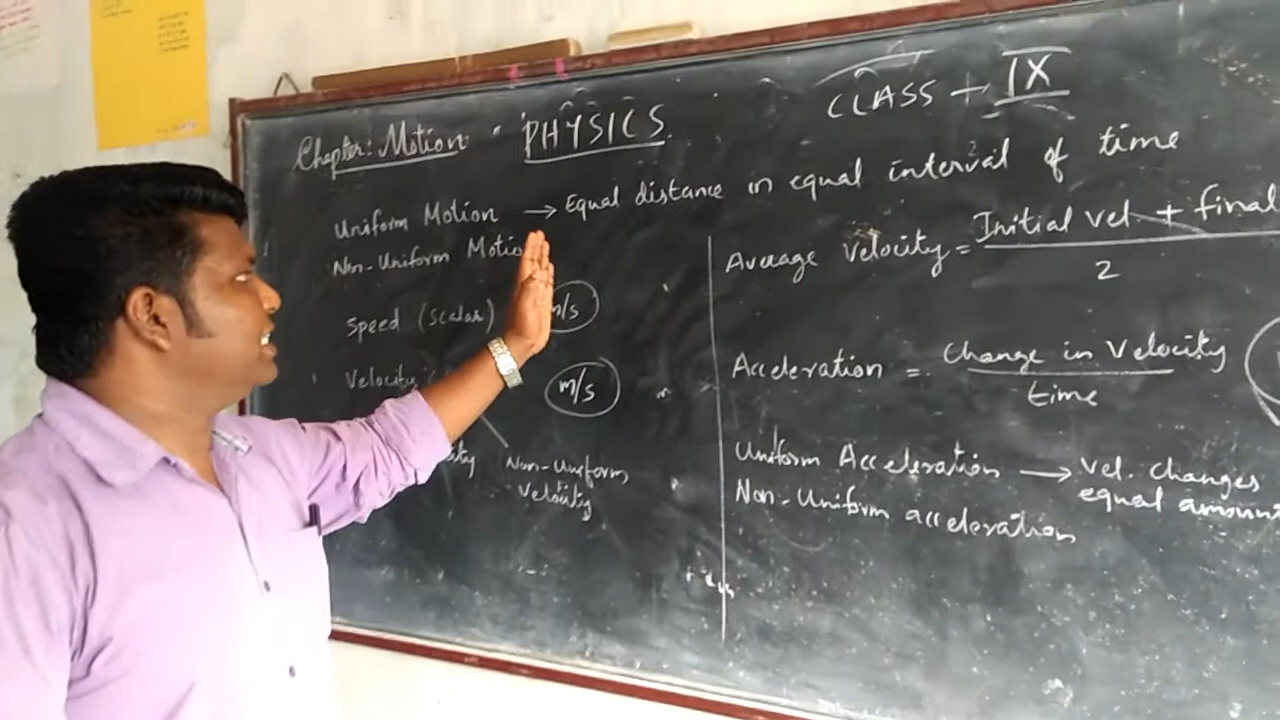 CLASS - IX
Chapter: Motion PHYSICS
Uniform Motion → Equal distance in equal interval of time
Non-Uniform Motion
Speed (Scalar) m/s
Velocity m/s
Non-Uniform
Velocity
Average Velocity = Initial vel. + final
2
Acceleration = Change in Velocity
time
Uniform Acceleration → Vel. changes
equal amount
Non-Uniform acceleration